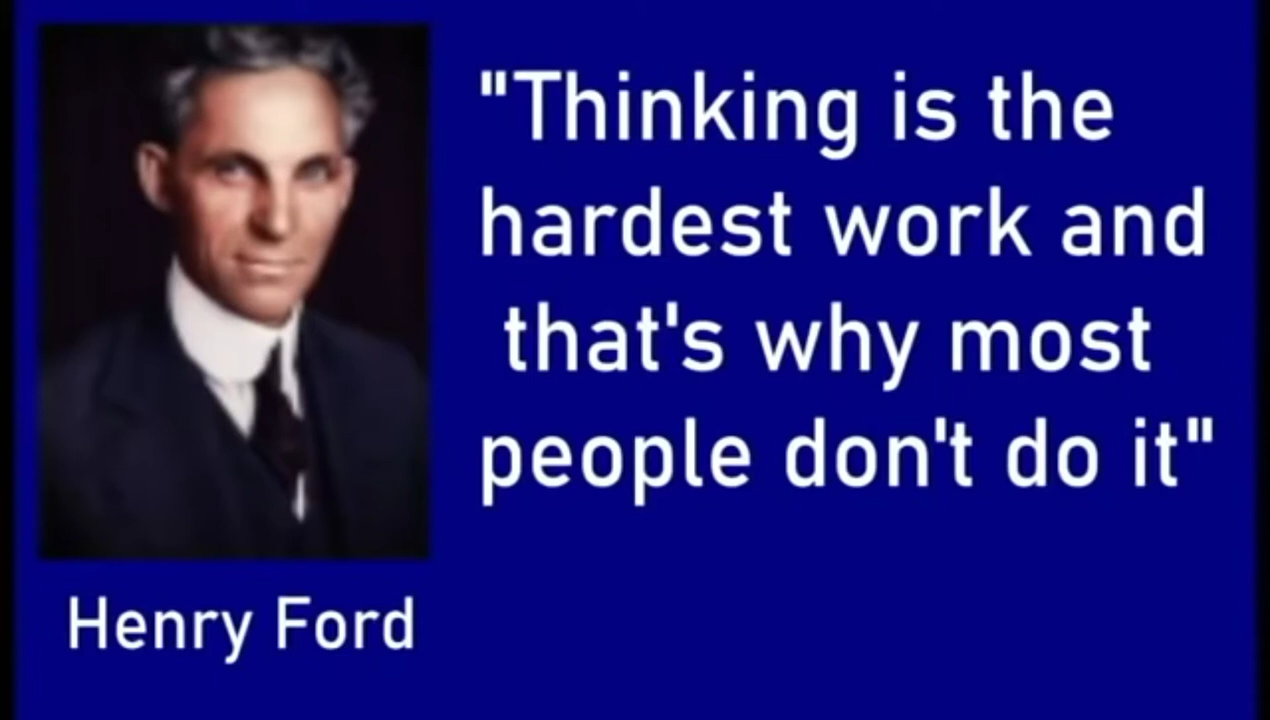 "Thinking is the
hardest work and
that's why most
people don't do it"
Henry Ford